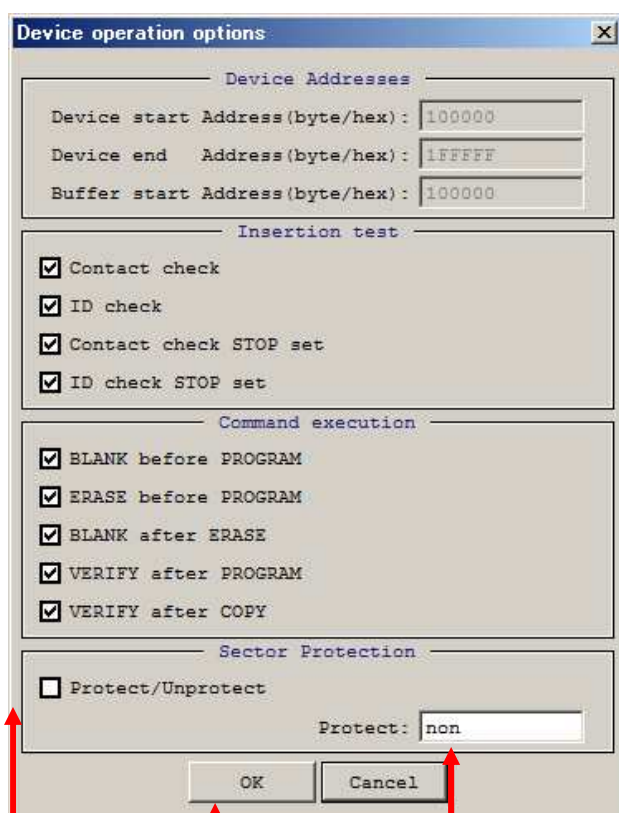 Device operation options
Device Addresses
Device start Address(byte/hex): 100000
Device end Address(byte/hex): 1FFFFF
Buffer start Address(byte/hex): 100000
Insertion test
Contact check
ID check
Contact check STOP set
ID check STOP set
Command execution
BLANK before PROGRAM
ERASE before PROGRAM
BLANK after ERASE
VERIFY after PROGRAM
VERIFY after COPY
Sector Protection
Protect/Unprotect
Protect: non
OK Cancel